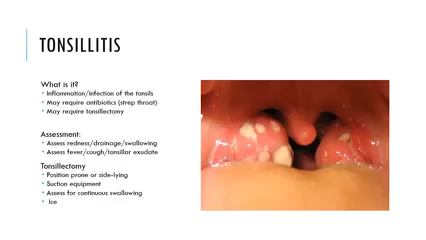 TONSILLITIS
What is it?
Inflammation/infection of the tonsils
May require antibiotics (strep throat)
May require tonsillectomy
Assessment:
Assess redness/drainage/swallowing
Assess fever/cough/tonsillar exudate
Tonsillectomy
Position prone or side-lying
Suction equipment
Assess for continuous swallowing
Ice